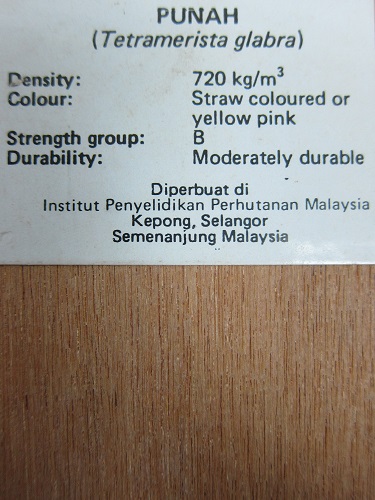 PUNAH
(Tetramerista glabra)
Density: 720 kg/m³
Colour: Straw coloured or
yellow pink
Strength group: B
Durability: Moderately durable
Diperbuat di
Institut Penyelidikan Perhutanan Malaysia
Kepong, Selangor
Semenanjung Malaysia